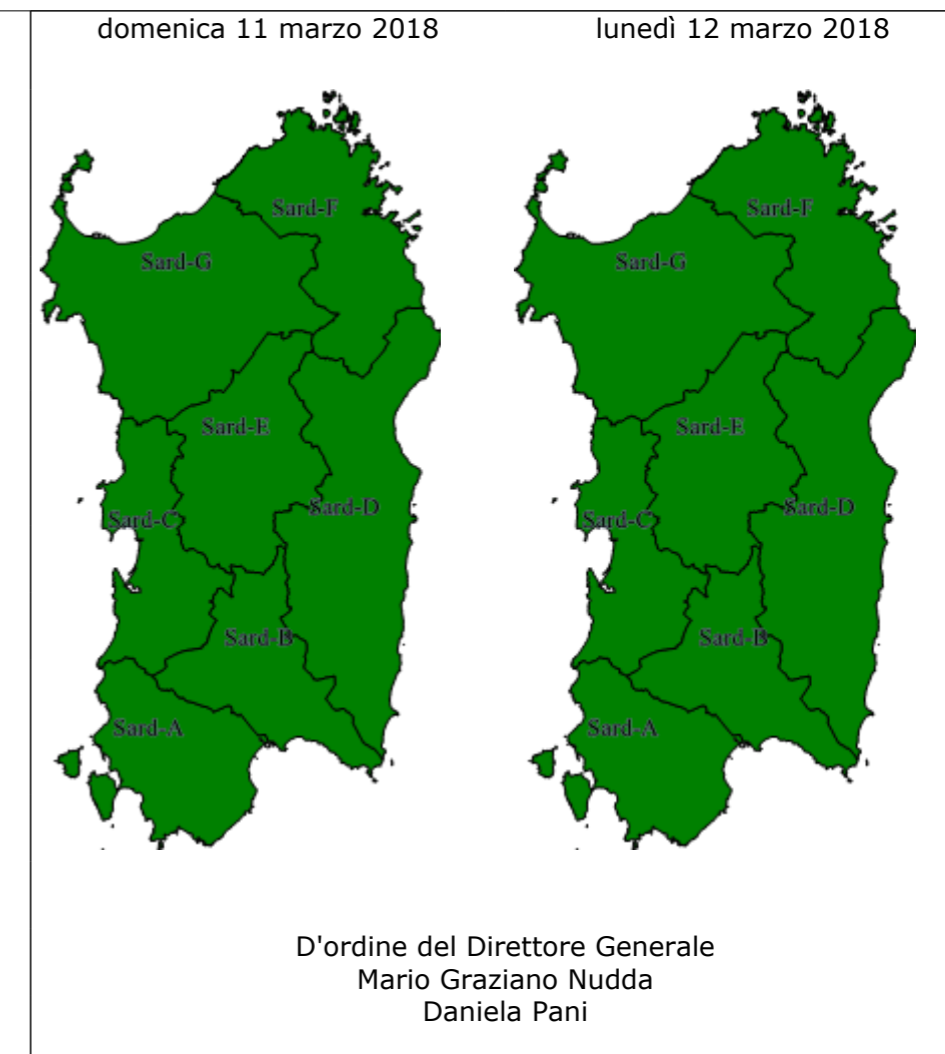 domenica 11 marzo 2018
lunedì 12 marzo 2018
Sard-F
Sard-G
Sard-E
Sard-D
Sard-C
Sard-B
Sard-A
Sard-F
Sard-G
Sard-E
Sard-D
Sard-C
Sard-B
Sard-A
D'ordine del Direttore Generale
Mario Graziano Nudda
Daniela Pani